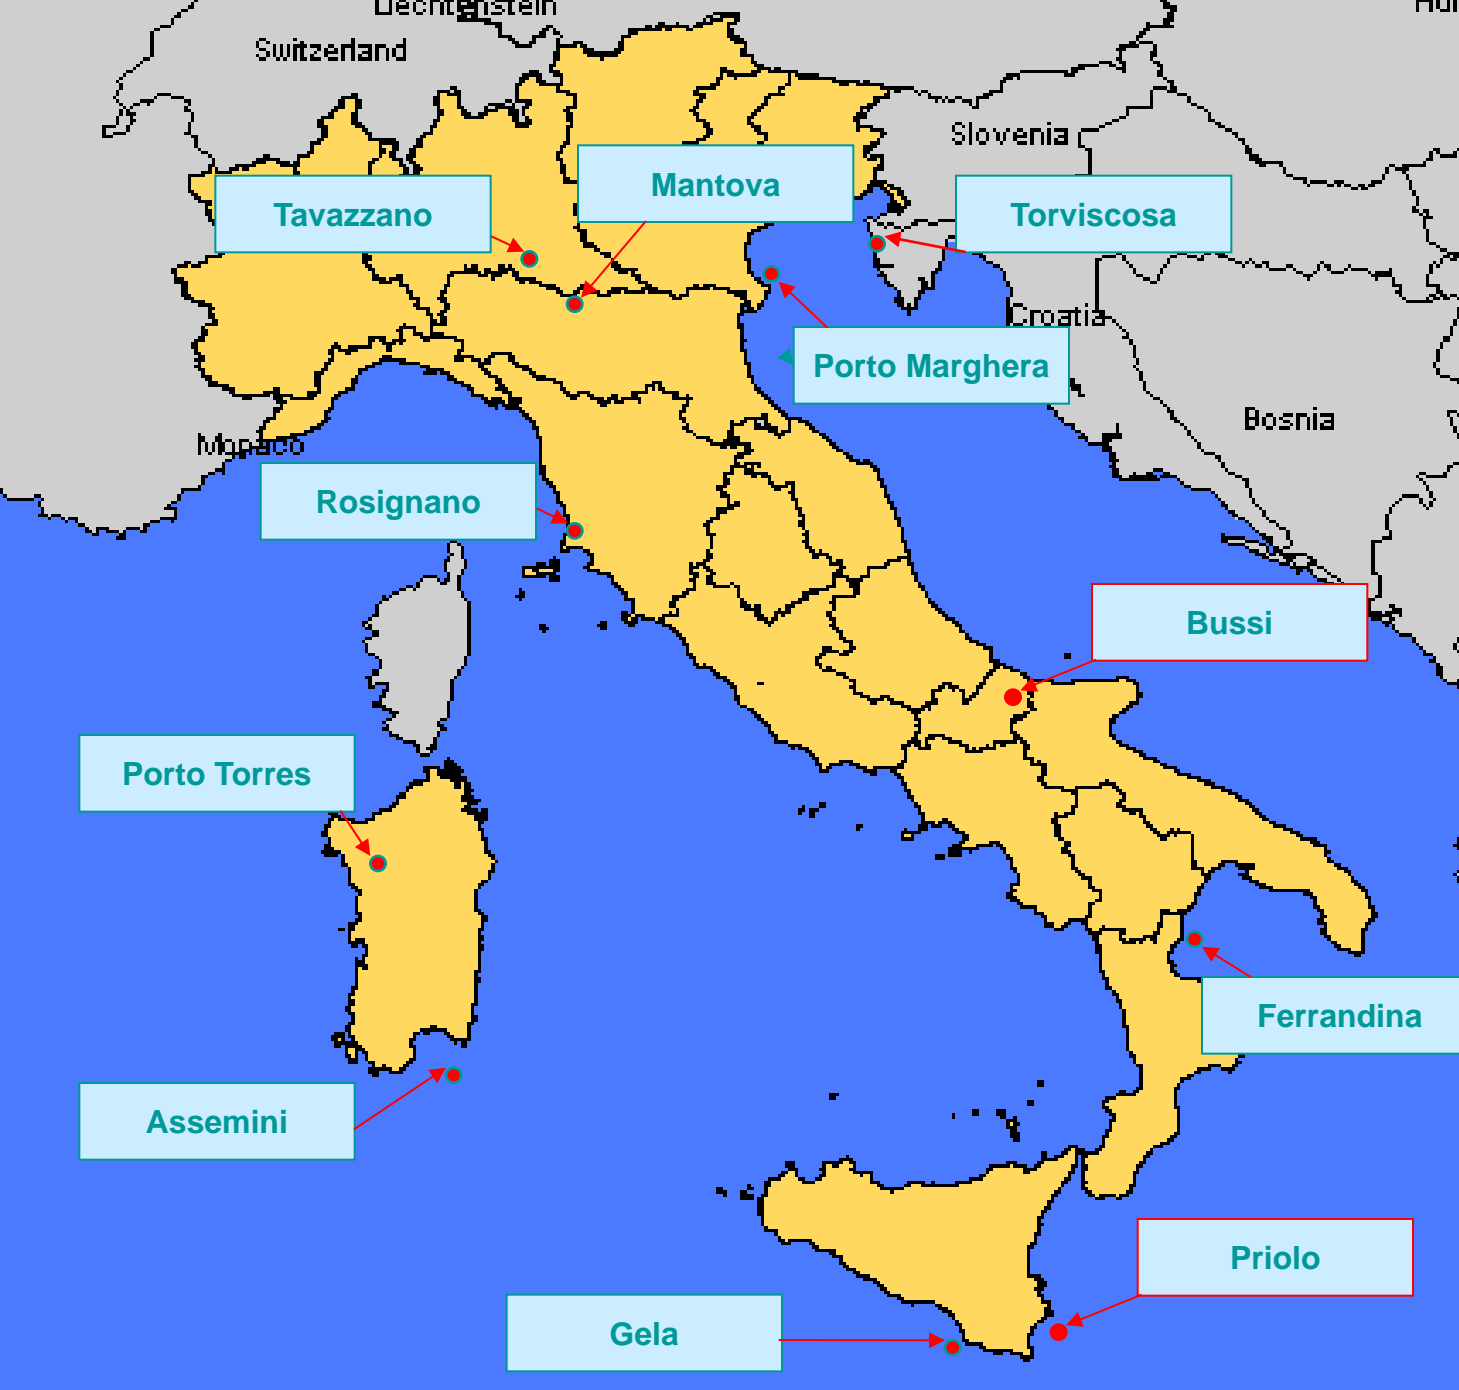 Liechtenstein
Switzerland
Slovenia
Mantova
Tavazzano
Torviscosa
Croatia
Porto Marghera
Bosnia
Monaco
Rosignano
Bussi
Porto Torres
Ferrandina
Assemini
Priolo
Gela